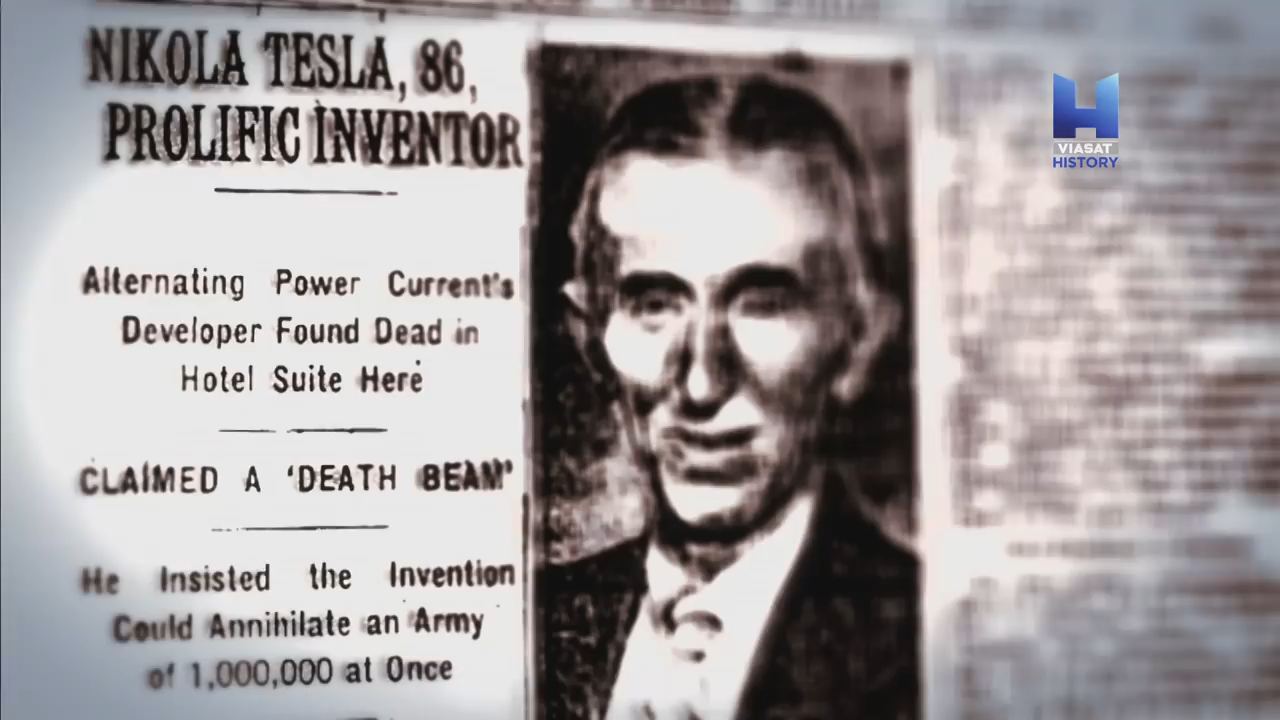 NIKOLA TESLA, 86,
PROLIFIC INVENTOR
Alternating Power Current's
Developer Found Dead in
Hotel Suite Here
CLAIMED A 'DEATH BEAM'
He Insisted the Invention
Could Annihilate an Army
of 1,000,000 at Once
VIASAT
HISTORY